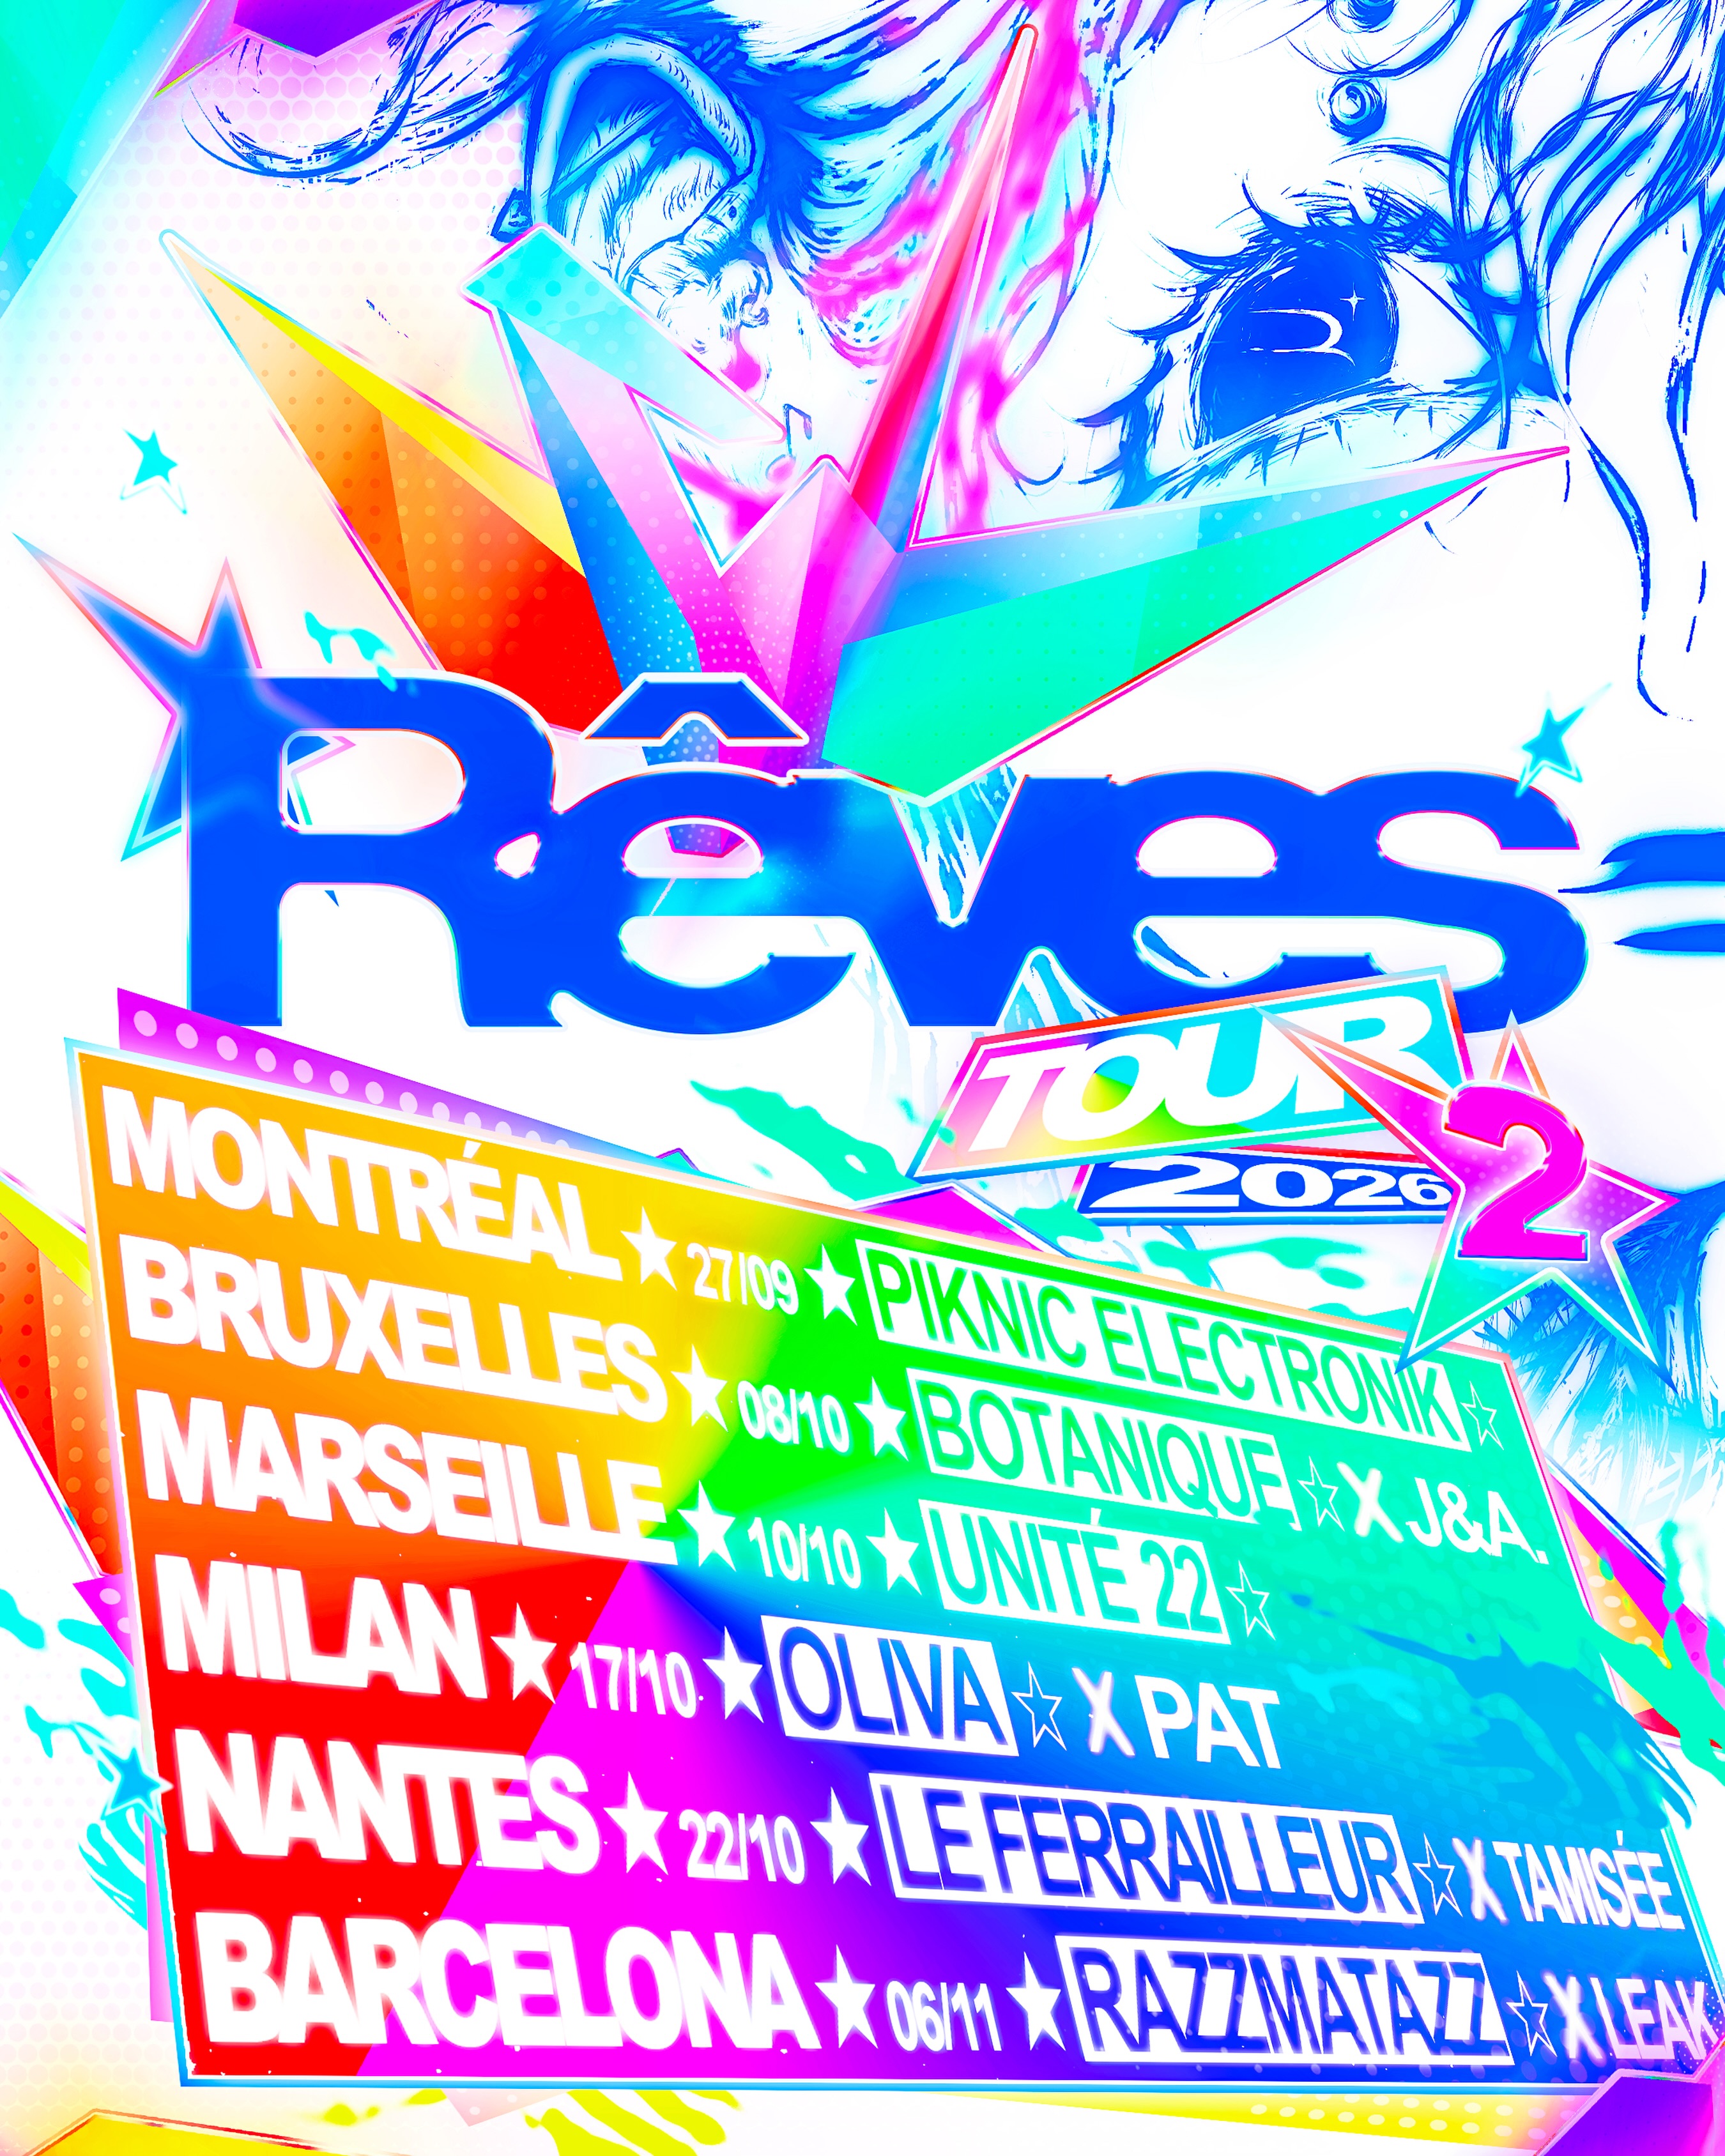 Rêves
TOUR 2
2026
MONTRÉAL ★ 27/09 ★ PIKNIC ELECTRONIK ☆
BRUXELLES ★ 08/10 ★ BOTANIQUE ☆ X J&A.
MARSEILLE ★ 10/10 ★ UNITÉ 22 ☆
MILAN ★ 17/10 ★ OLIVA ☆ X PAT
NANTES ★ 22/10 ★ LE FERRAILLEUR ☆ X TAMISÉE
BARCELONA ★ 06/11 ★ RAZZMATAZZ ☆ X LEAK